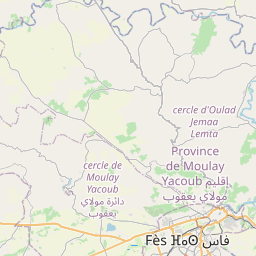 cercle d'Oulad
Jemaa
Lemta
Province
de Moulay
Yacoub إقليم
مولاي يعقوب
cercle de
Moulay
Yacoub
دائرة مولاي
يعقوب
Fès ⴼⴰⵙ فاس